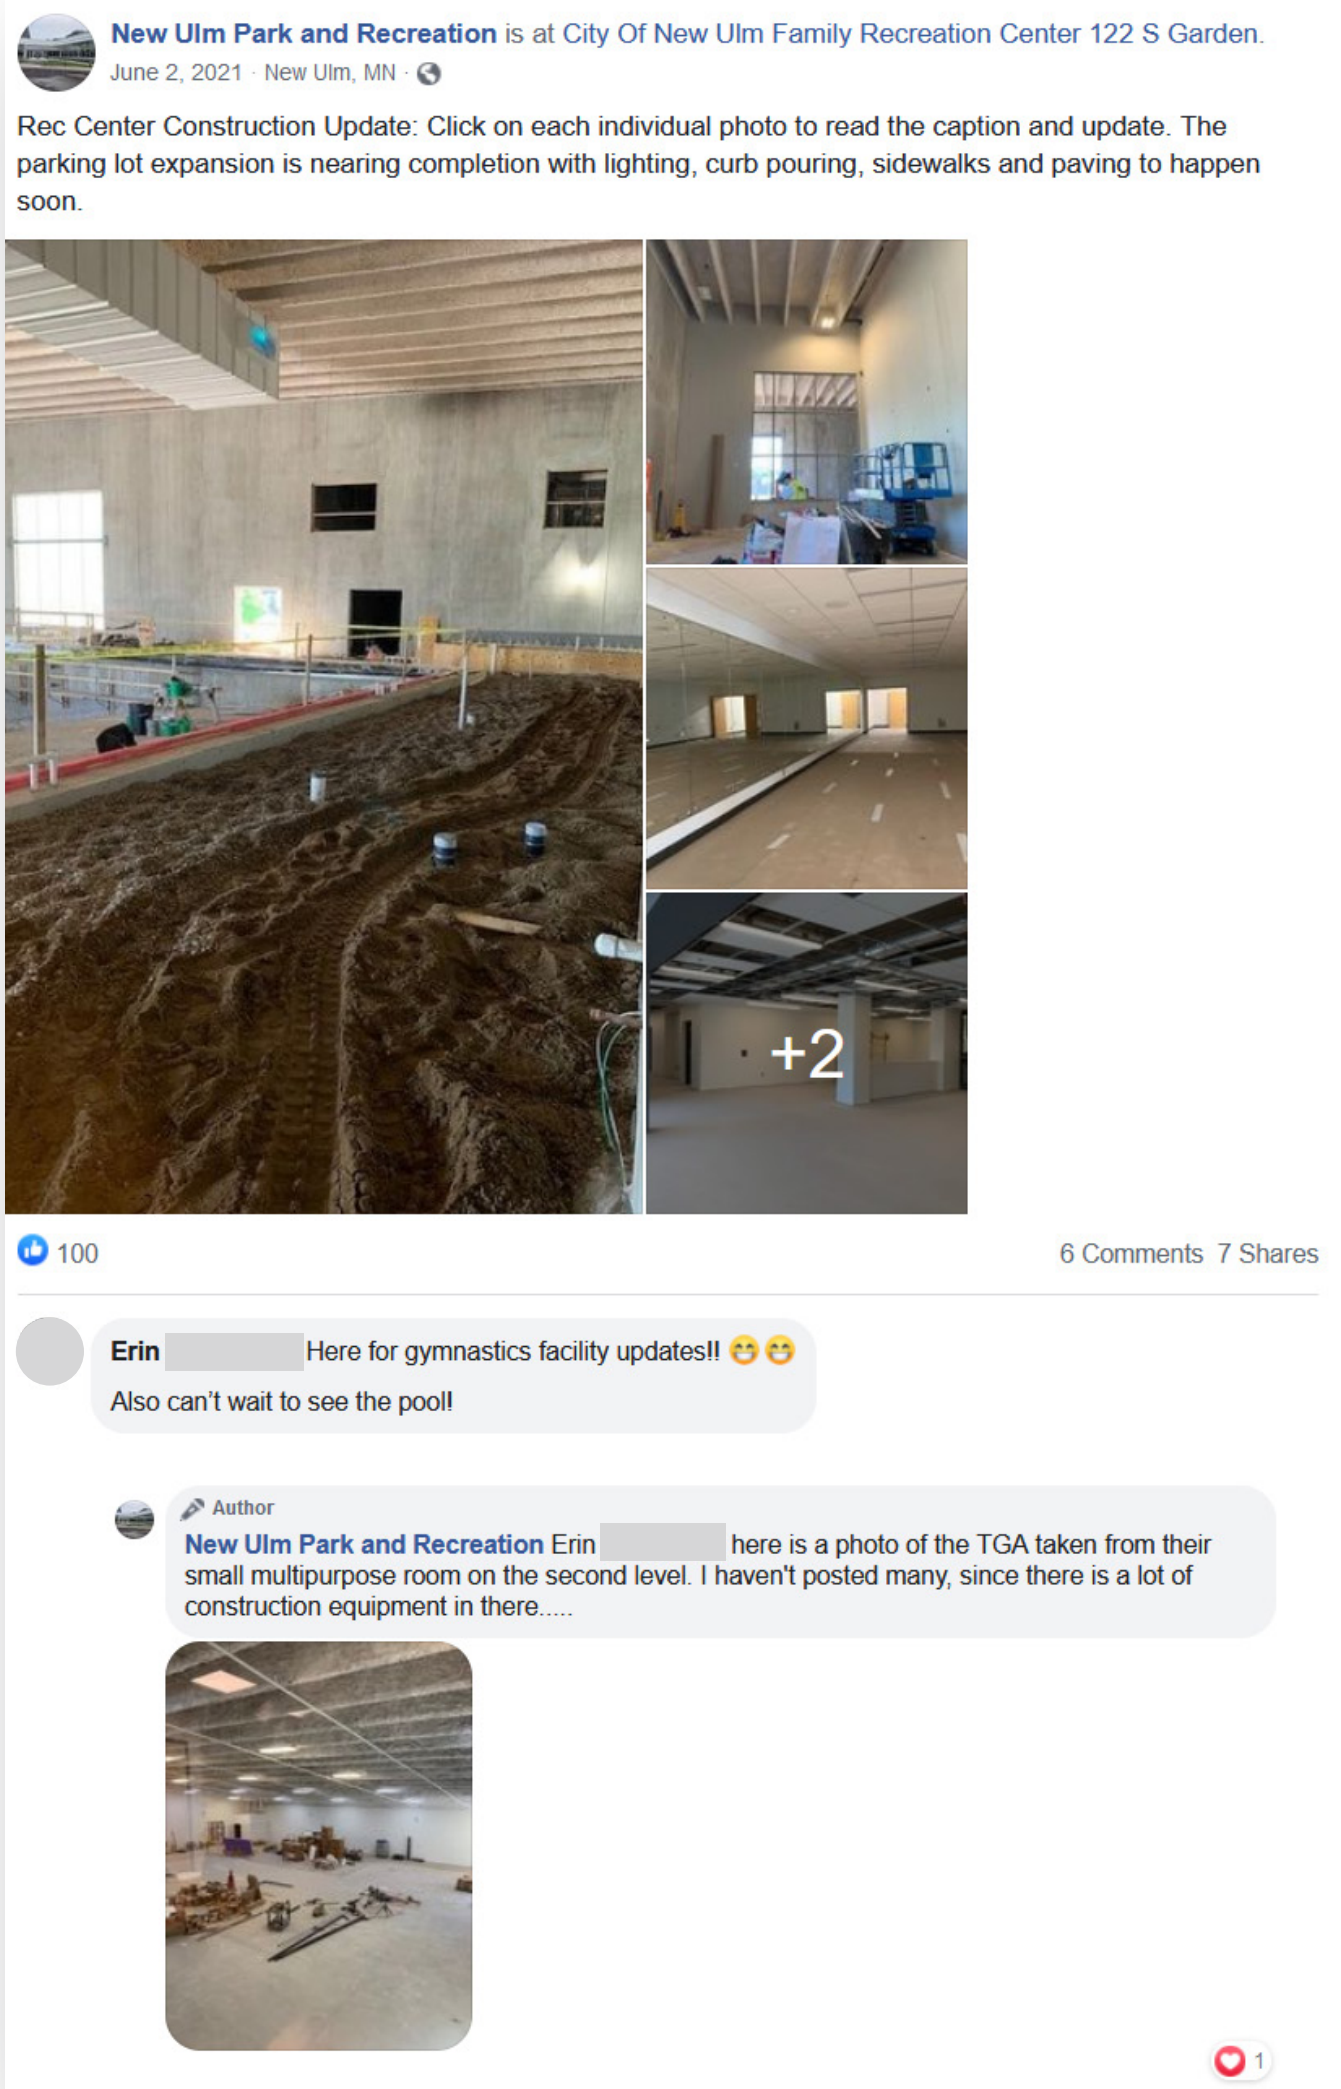 New Ulm Park and Recreation is at City Of New Ulm Family Recreation Center 122 S Garden.
June 2, 2021 · New Ulm, MN ·
Rec Center Construction Update: Click on each individual photo to read the caption and update. The
parking lot expansion is nearing completion with lighting, curb pouring, sidewalks and paving to happen
soon.
+2
100
6 Comments 7 Shares
Erin Here for gymnastics facility updates!! 😁😁
Also can't wait to see the pool!
Author
New Ulm Park and Recreation Erin here is a photo of the TGA taken from their
small multipurpose room on the second level. I haven't posted many, since there is a lot of
construction equipment in there.....
1